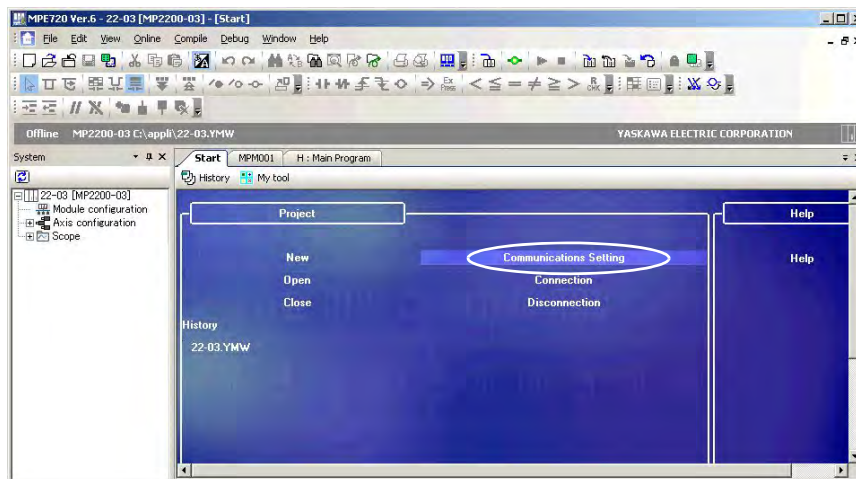 MPE720 Ver.6 - 22-03 [MP2200-03] - [Start]
File Edit View Online Compile Debug Window Help
Offline MP2200-03 C:\appli\22-03.YMW YASKAWA ELECTRIC CORPORATION
System
Start MPM001 H : Main Program
History My tool
22-03 [MP2200-03]
Module configuration
Axis configuration
Scope
Project Help
New Communications Setting Help
Open Connection
Close Disconnection
History
22-03.YMW